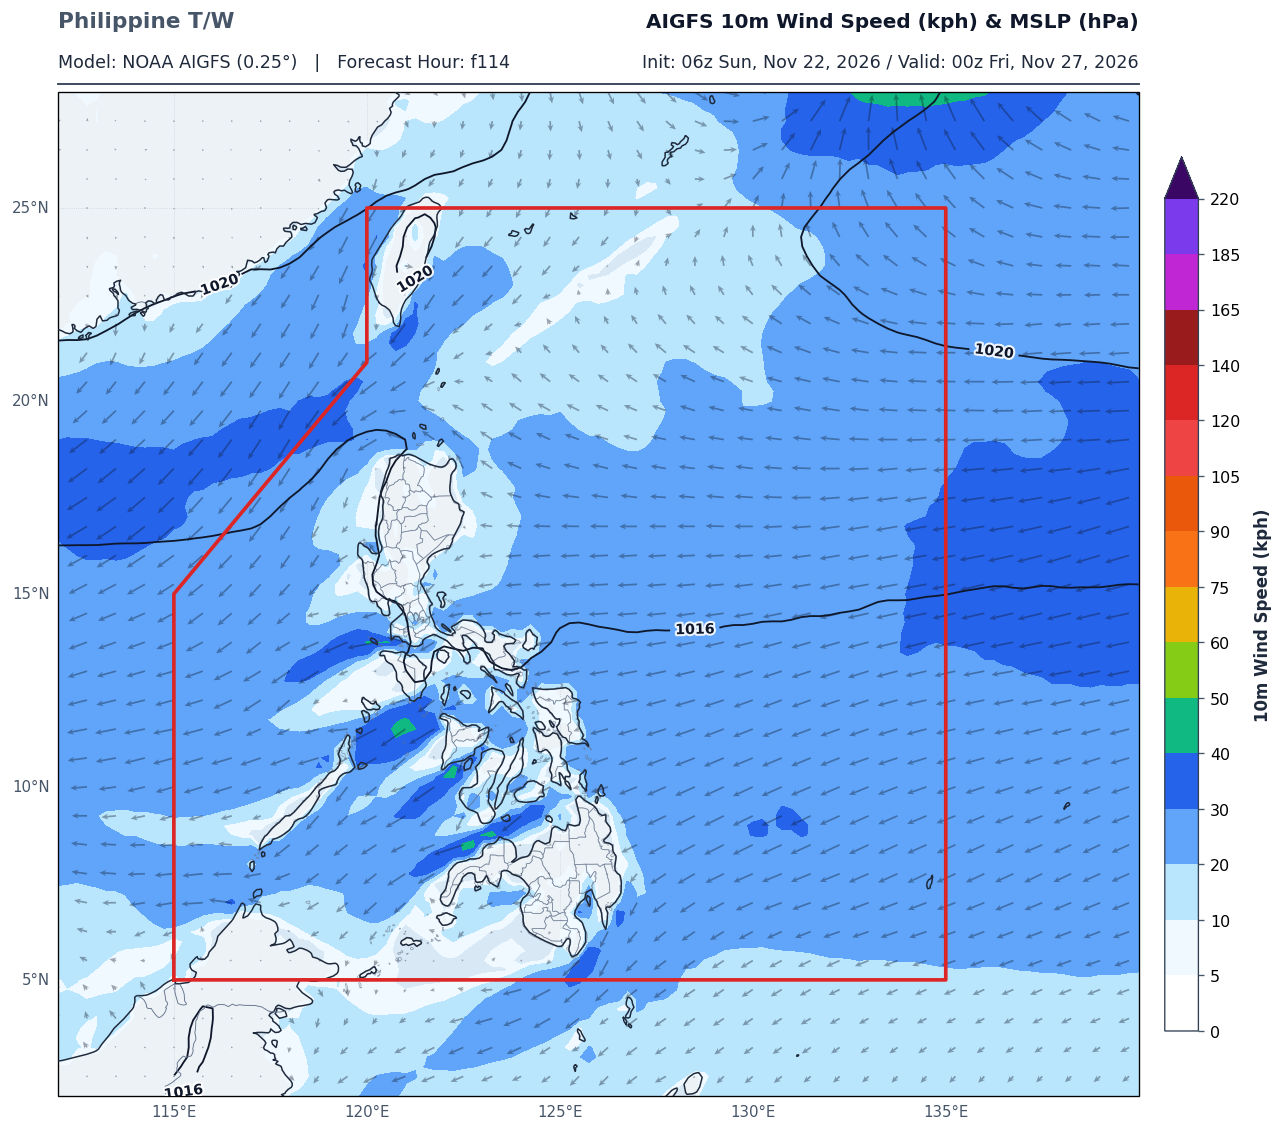 Philippine T/W
AIGFS 10m Wind Speed (kph) & MSLP (hPa)
Model: NOAA AIGFS (0.25°) | Forecast Hour: f114
Init: 06z Sun, Nov 22, 2026 / Valid: 00z Fri, Nov 27, 2026
25°N
20°N
15°N
10°N
5°N
115°E
120°E
125°E
130°E
135°E
1020
1020
1020
1016
1016
220
185
165
140
120
105
90
75
60
50
40
30
20
10
5
0
10m Wind Speed (kph)